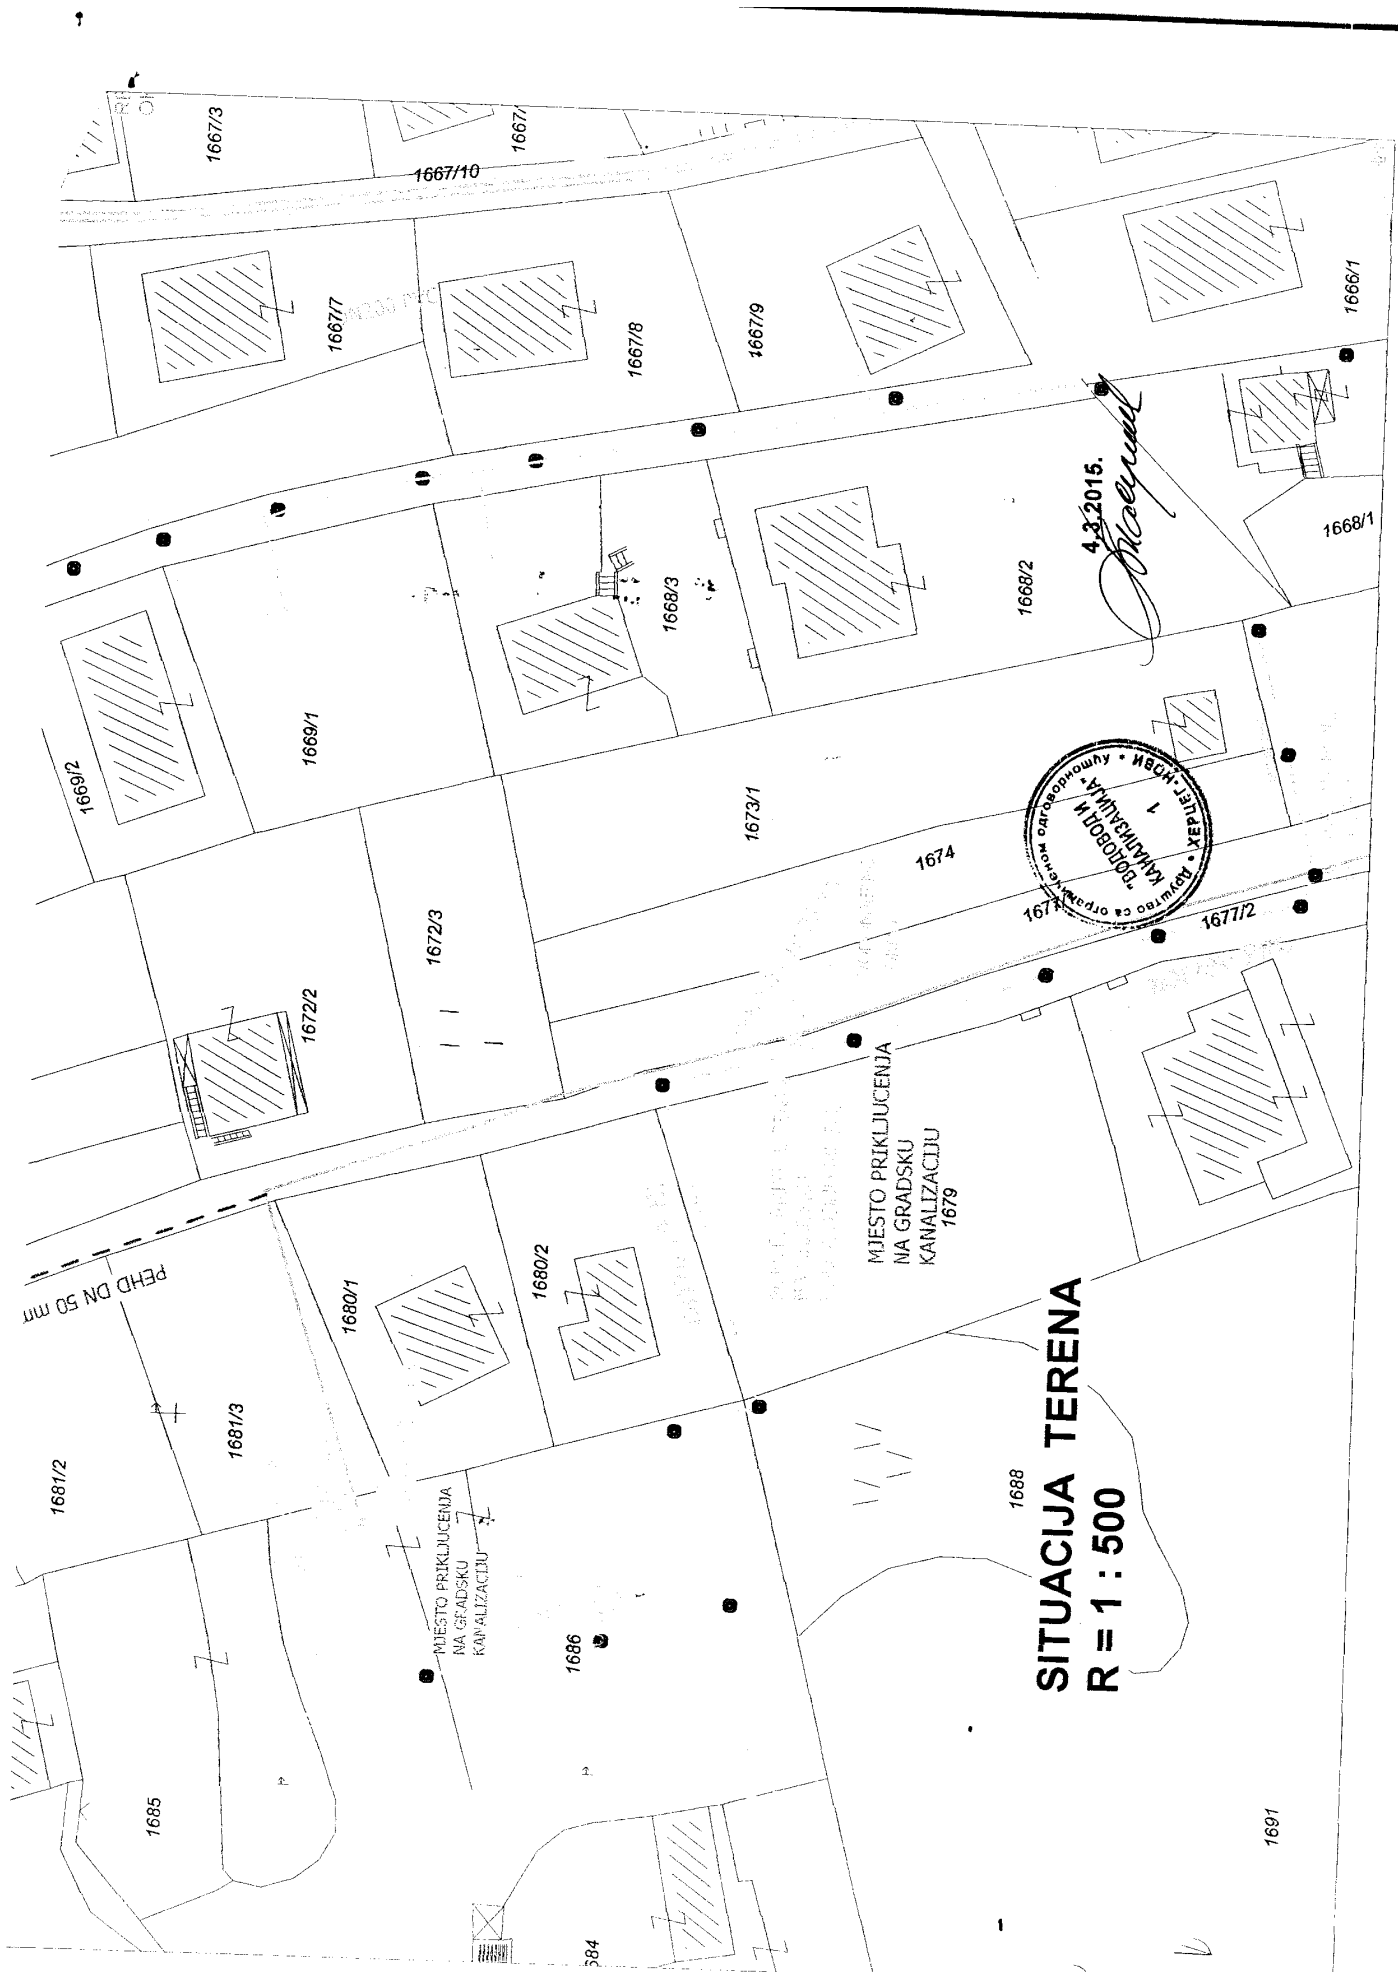 1667/3
1667/10
1667/7
1667/8
1667/9
1666/1
1669/2
1669/1
1668/3
1668/2
1668/1
4.3.2015.
1672/2
1672/3
1673/1
1674
1677/2
Друштво са ограниченом одговорношћу • ХЕРЦЕГ-НОВИ •
"ВОДОВОД И
КАНАЛИЗАЦИЈА"
1
PEHD DN 50 mm
1681/2
1681/3
1680/1
1680/2
MJESTO PRIKLJUCENJA
NA GRADSKU
KANALIZACIJU
1679
MJESTO PRIKLJUCENJA
NA GRADSKU
KANALIZACIJU
1685
1686
1688
1691
SITUACIJA TERENA
R = 1 : 500